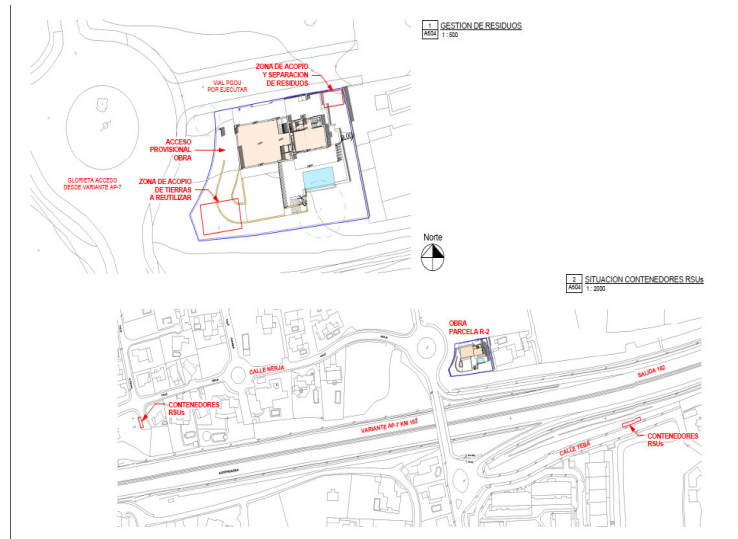 1 GESTION DE RESIDUOS
A604 1 : 500
ZONA DE ACOPIO
Y SEPARACION
DE RESIDUOS
VIAL PGOU
POR EJECUTAR
ACCESO
PROVISIONAL
OBRA
GLORIETA ACCESO
DESDE VARIANTE AP-7
ZONA DE ACOPIO
DE TIERRAS
A REUTILIZAR
Norte
2 SITUACION CONTENEDORES RSUs
A604 1 : 2000
OBRA
PARCELA R-2
CALLE NERJA
SALIDA 182
CONTENEDORES
RSUs
VARIANTE AP-7 KM 182
CONTENEDORES
RSUs
CALLE TEBA